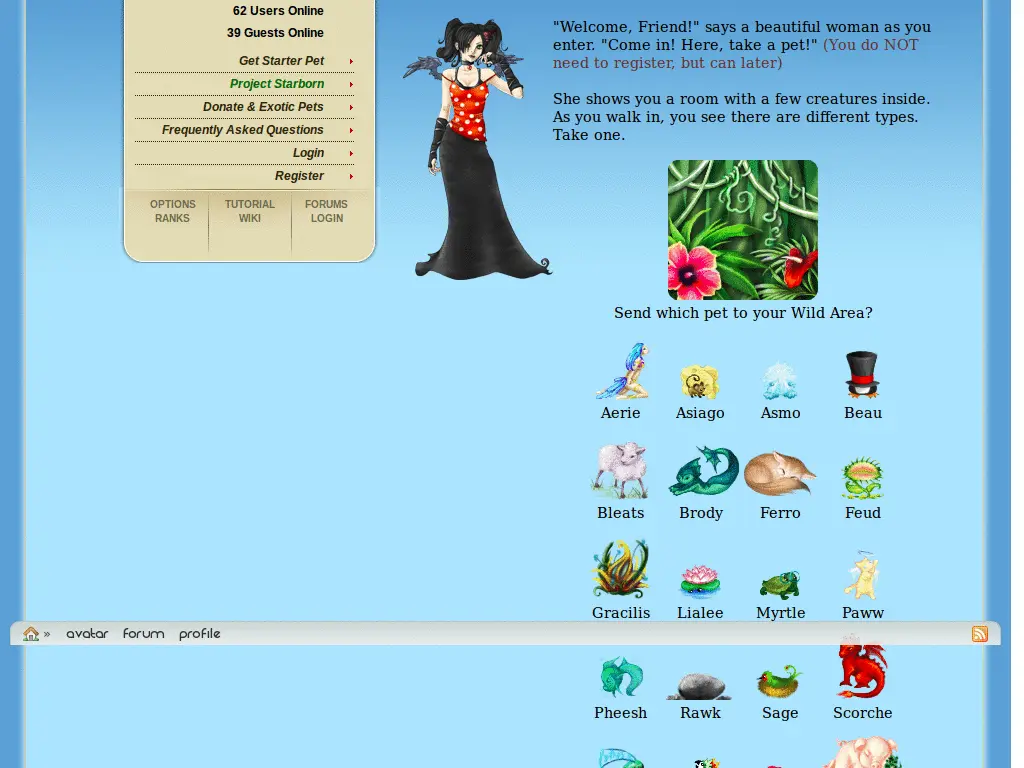 62 Users Online
39 Guests Online
Get Starter Pet
Project Starborn
Donate & Exotic Pets
Frequently Asked Questions
Login
Register
OPTIONS TUTORIAL FORUMS
RANKS WIKI LOGIN
"Welcome, Friend!" says a beautiful woman as you
enter. "Come in! Here, take a pet!" (You do NOT
need to register, but can later)
She shows you a room with a few creatures inside.
As you walk in, you see there are different types.
Take one.
Send which pet to your Wild Area?
Aerie Asiago Asmo Beau
Bleats Brody Ferro Feud
Gracilis Lialee Myrtle Paww
» avatar forum profile
Pheesh Rawk Sage Scorche